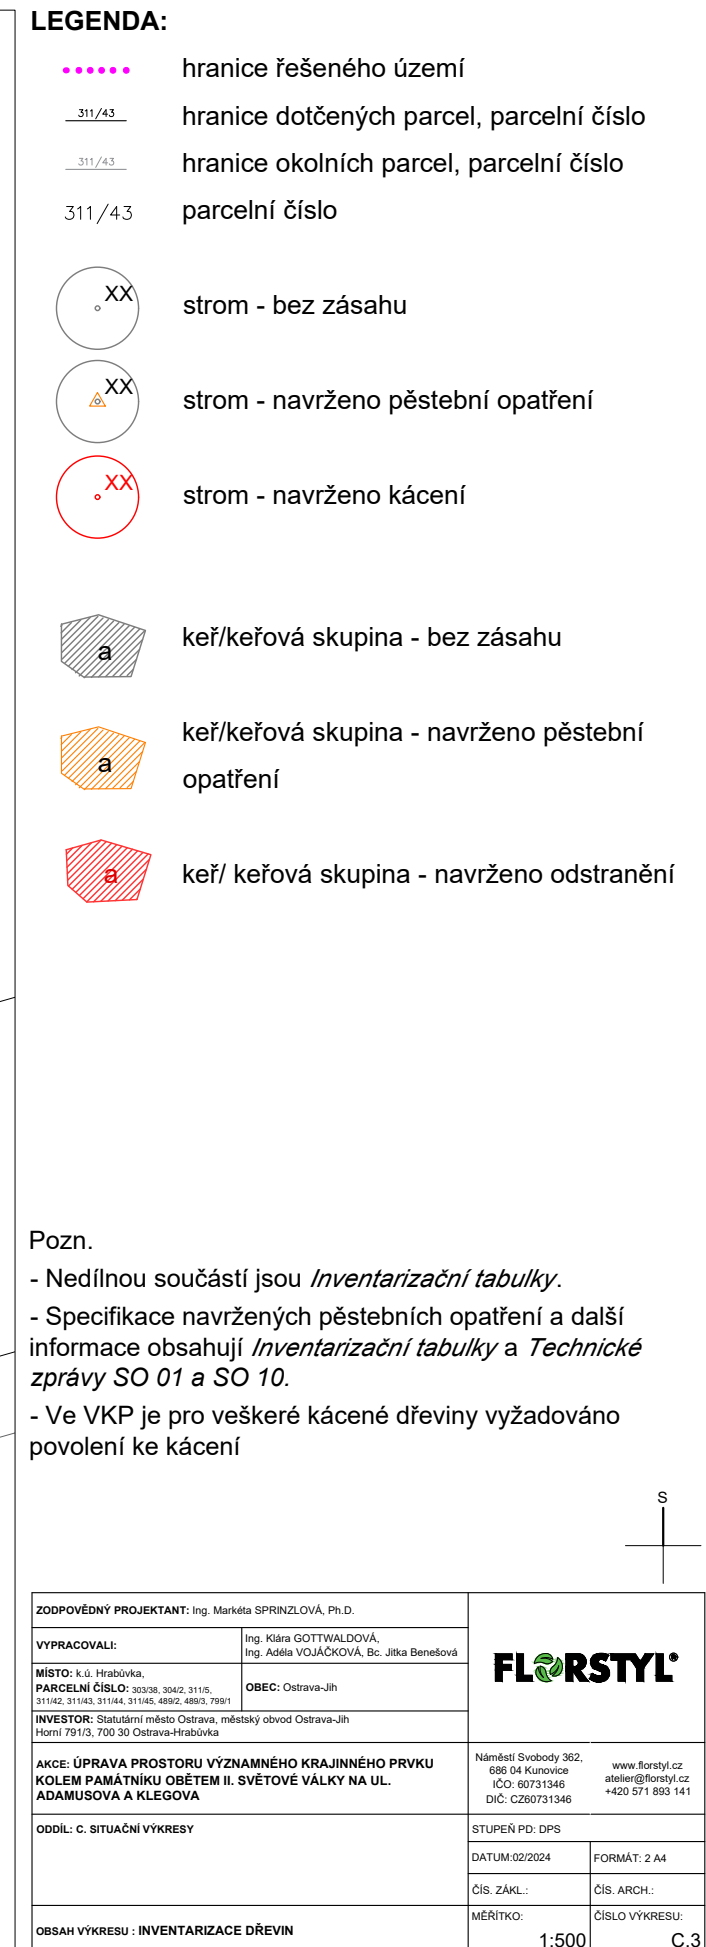 LEGENDA:
hranice řešeného území
311/43
hranice dotčených parcel, parcelní číslo
311/43
hranice okolních parcel, parcelní číslo
311/43
parcelní číslo
XX
strom - bez zásahu
XX
strom - navrženo pěstební opatření
XX
strom - navrženo kácení
a
keř/keřová skupina - bez zásahu
a
keř/keřová skupina - navrženo pěstební
opatření
a
keř/ keřová skupina - navrženo odstranění
Pozn.
- Nedílnou součástí jsou Inventarizační tabulky.
- Specifikace navržených pěstebních opatření a další
informace obsahují Inventarizační tabulky a Technické
zprávy SO 01 a SO 10.
- Ve VKP je pro veškeré kácené dřeviny vyžadováno
povolení ke kácení
S
ZODPOVĚDNÝ PROJEKTANT: Ing. Markéta SPRINZLOVÁ, Ph.D.
VYPRACOVALI:
Ing. Klára GOTTWALDOVÁ,
Ing. Adéla VOJÁČKOVÁ, Bc. Jitka Benešová
MÍSTO: k.ú. Hrabůvka,
PARCELNÍ ČÍSLO: 303/38, 304/2, 311/5,
311/42, 311/43, 311/44, 311/45, 489/2, 489/3, 799/1
OBEC: Ostrava-Jih
INVESTOR: Statutární město Ostrava, městský obvod Ostrava-Jih
Horní 791/3, 700 30 Ostrava-Hrabůvka
FLORSTYL®
AKCE: ÚPRAVA PROSTORU VÝZNAMNÉHO KRAJINNÉHO PRVKU
KOLEM PAMÁTNÍKU OBĚTEM II. SVĚTOVÉ VÁLKY NA UL.
ADAMUSOVA A KLEGOVA
Náměstí Svobody 362,
686 04 Kunovice
IČO: 60731346
DIČ: CZ60731346
www.florstyl.cz
atelier@florstyl.cz
+420 571 893 141
ODDÍL: C. SITUAČNÍ VÝKRESY
STUPEŇ PD: DPS
DATUM:02/2024
FORMÁT: 2 A4
ČÍS. ZÁKL.:
ČÍS. ARCH.:
OBSAH VÝKRESU : INVENTARIZACE DŘEVIN
MĚŘÍTKO:
1:500
ČÍSLO VÝKRESU:
C.3